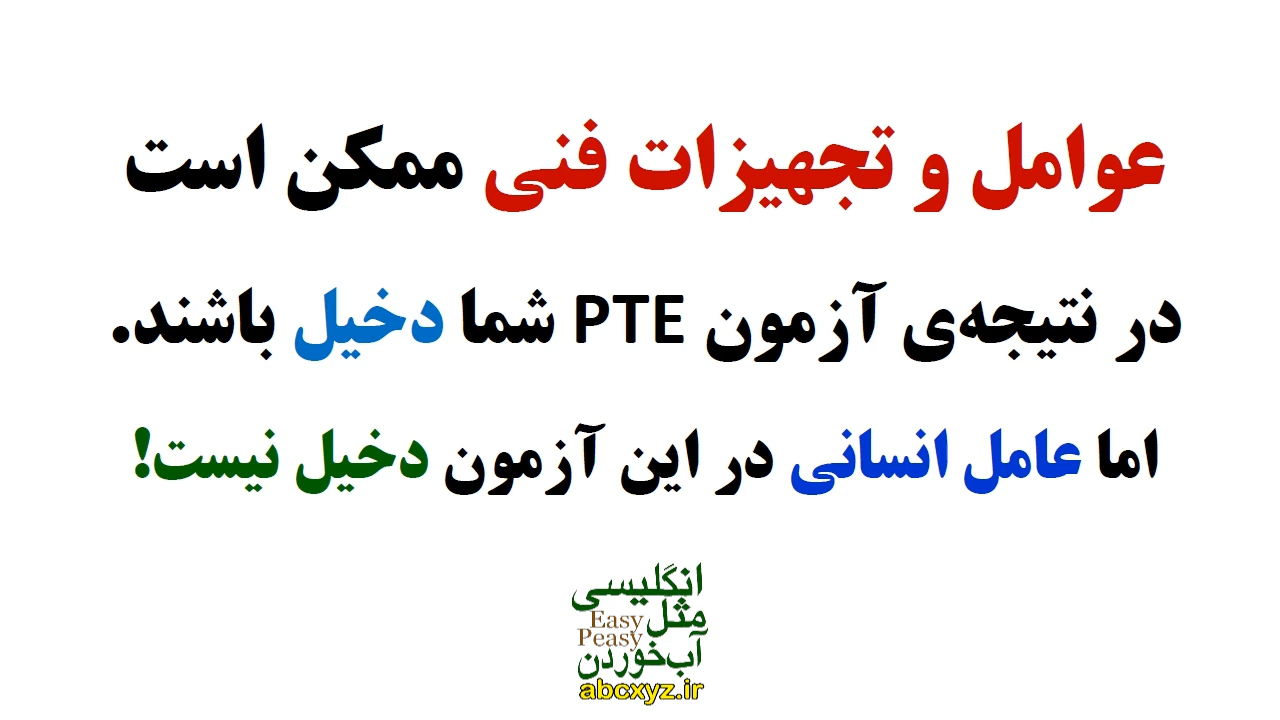 عوامل و تجهیزات فنی ممکن است
در نتیجه‌ی آزمون PTE شما دخیل باشند.
اما عامل انسانی در این آزمون دخیل نیست!
انگلیسی
مثل
Easy
Peasy
آب‌خوردن
abcxyz.ir